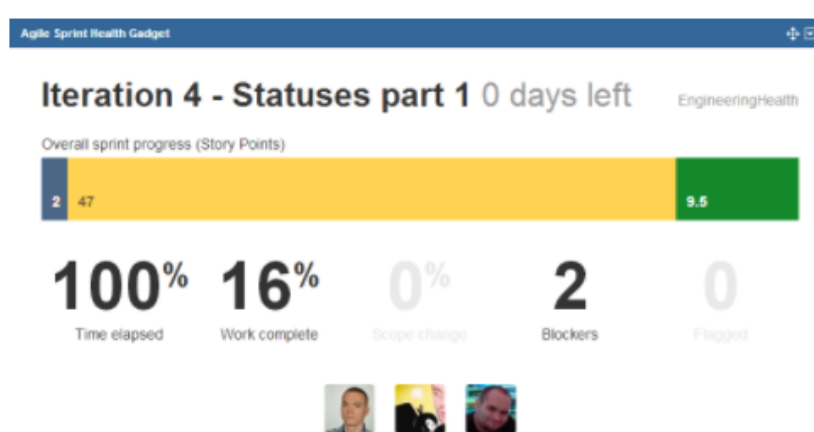 Agile Sprint Health Gadget
Iteration 4 - Statuses part 1 0 days left EngineeringHealth
Overall sprint progress (Story Points)
2 47 9.5
100% 16% 0% 2 0
Time elapsed Work complete Scope change Blockers Flagged